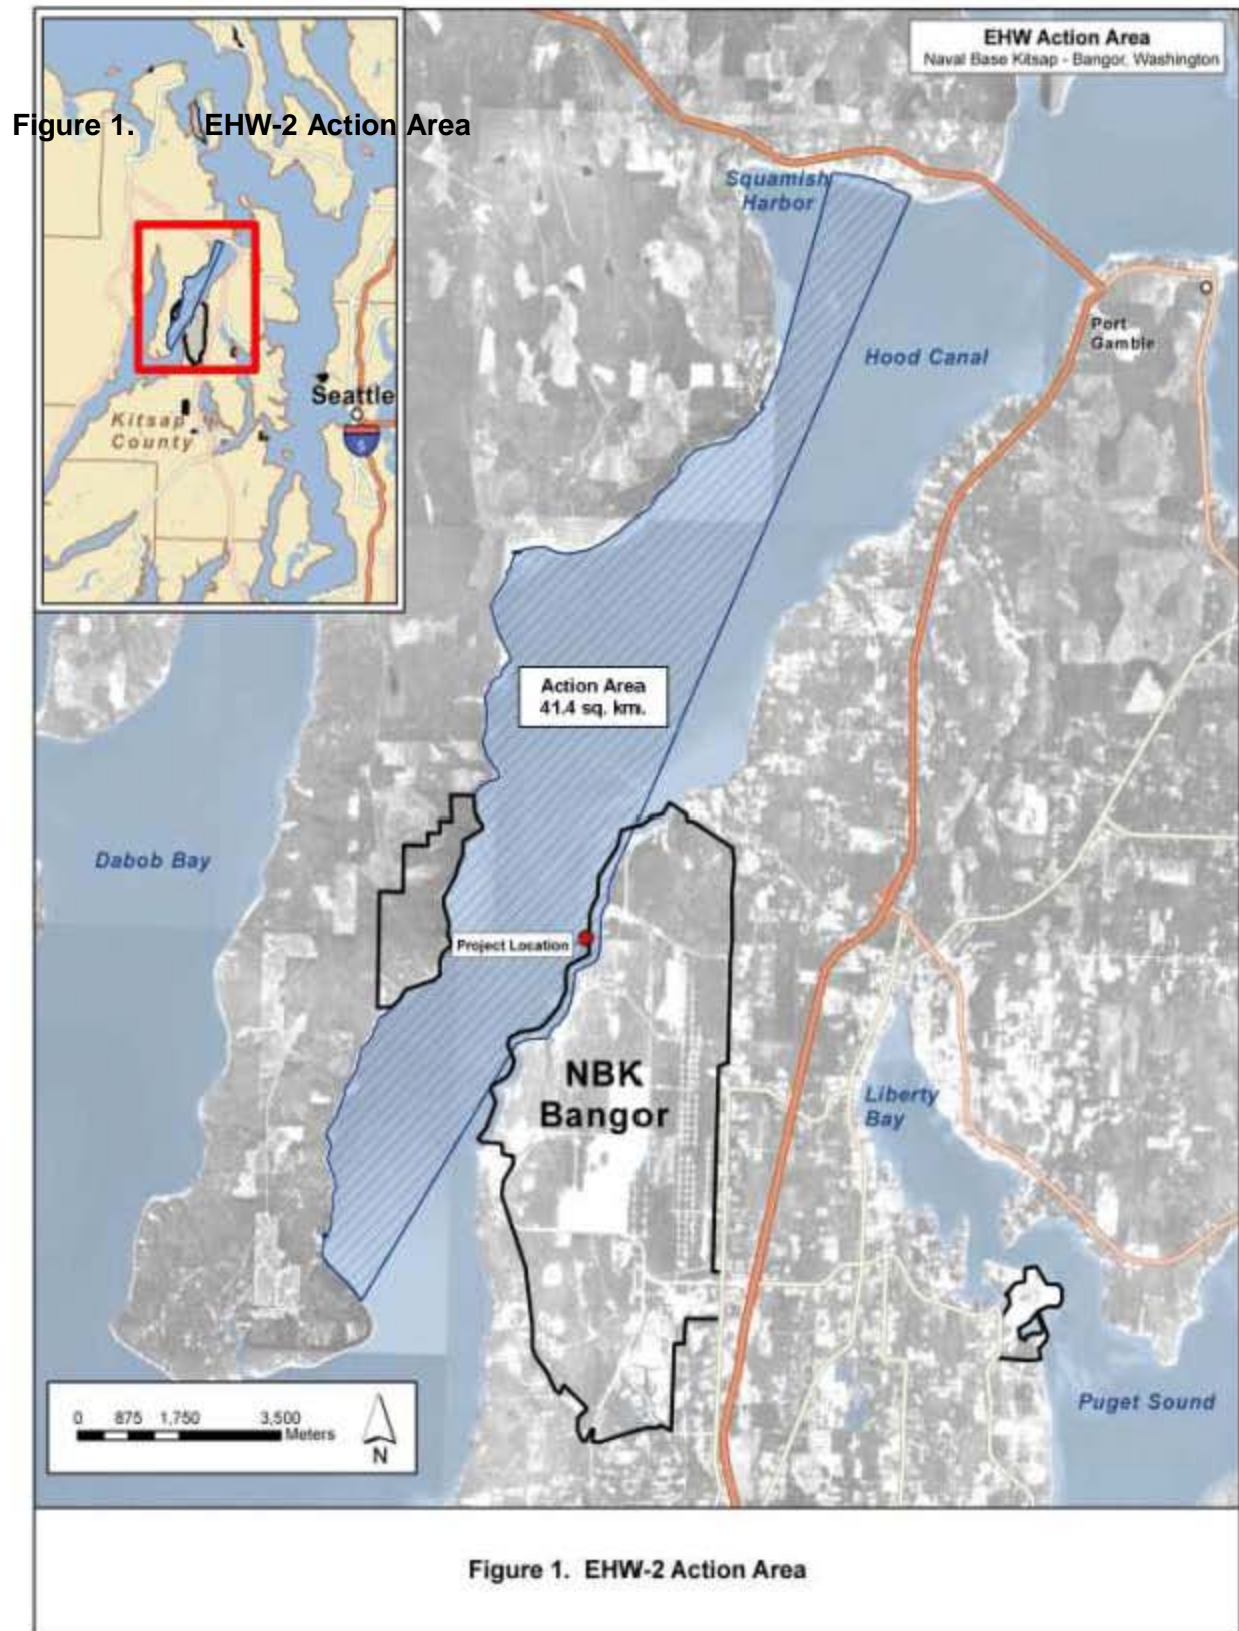 EHW Action Area
Naval Base Kitsap - Bangor, Washington
Figure 1. EHW-2 Action Area
Squamish
Harbor
Hood Canal
Port
Gamble
Seattle
Kitsap
County
5
Action Area
41.4 sq. km.
Dabob Bay
Project Location
NBK
Bangor
Liberty
Bay
Puget Sound
0 875 1,750 3,500
Meters
N
Figure 1. EHW-2 Action Area